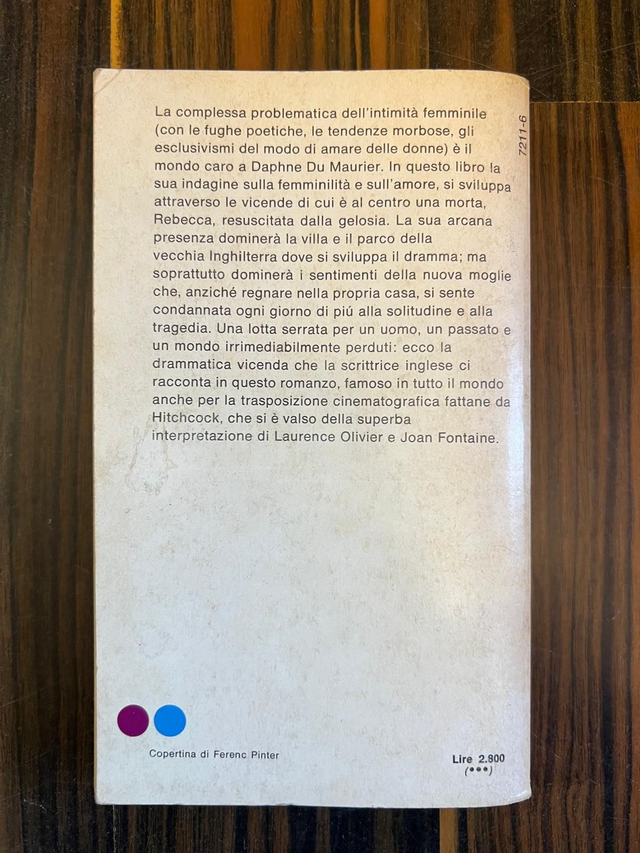 La complessa problematica dell'intimità femminile
(con le fughe poetiche, le tendenze morbose, gli
esclusivismi del modo di amare delle donne) è il
mondo caro a Daphne Du Maurier. In questo libro la
sua indagine sulla femminilità e sull'amore, si sviluppa
attraverso le vicende di cui è al centro una morta,
Rebecca, resuscitata dalla gelosia. La sua arcana
presenza dominerà la villa e il parco della
vecchia Inghilterra dove si sviluppa il dramma; ma
soprattutto dominerà i sentimenti della nuova moglie
che, anziché regnare nella propria casa, si sente
condannata ogni giorno di piú alla solitudine e alla
tragedia. Una lotta serrata per un uomo, un passato e
un mondo irrimediabilmente perduti: ecco la
drammatica vicenda che la scrittrice inglese ci
racconta in questo romanzo, famoso in tutto il mondo
anche per la trasposizione cinematografica fattane da
Hitchcock, che si è valso della superba
interpretazione di Laurence Olivier e Joan Fontaine.
7211-6
Copertina di Ferenc Pinter
Lire 2.800
(•••)